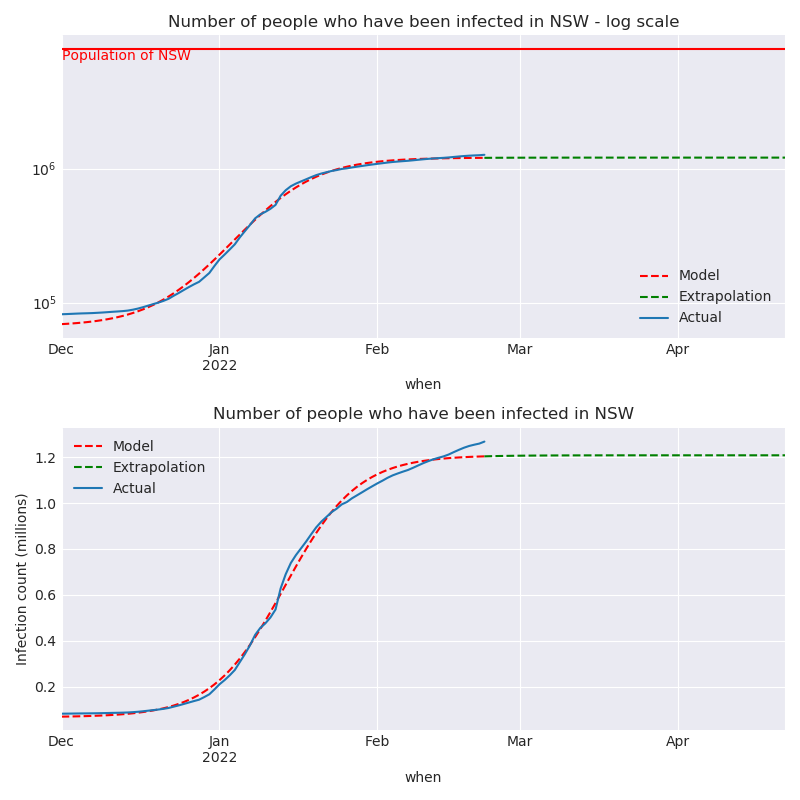 Number of people who have been infected in NSW - log scale
Population of NSW
10^6
10^5
Model
Extrapolation
Actual
Dec
Jan
2022
Feb
Mar
Apr
when
Number of people who have been infected in NSW
Infection count (millions)
1.2
1.0
0.8
0.6
0.4
0.2
Model
Extrapolation
Actual
Dec
Jan
2022
Feb
Mar
Apr
when